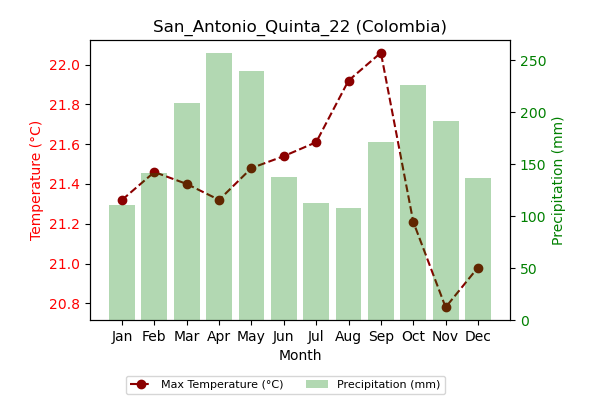 San_Antonio_Quinta_22 (Colombia)
Temperature (°C)
22.0
21.8
21.6
21.4
21.2
21.0
20.8
250
200
150
100
50
0
Precipitation (mm)
Jan Feb Mar Apr May Jun Jul Aug Sep Oct Nov Dec
Month
Max Temperature (°C) Precipitation (mm)